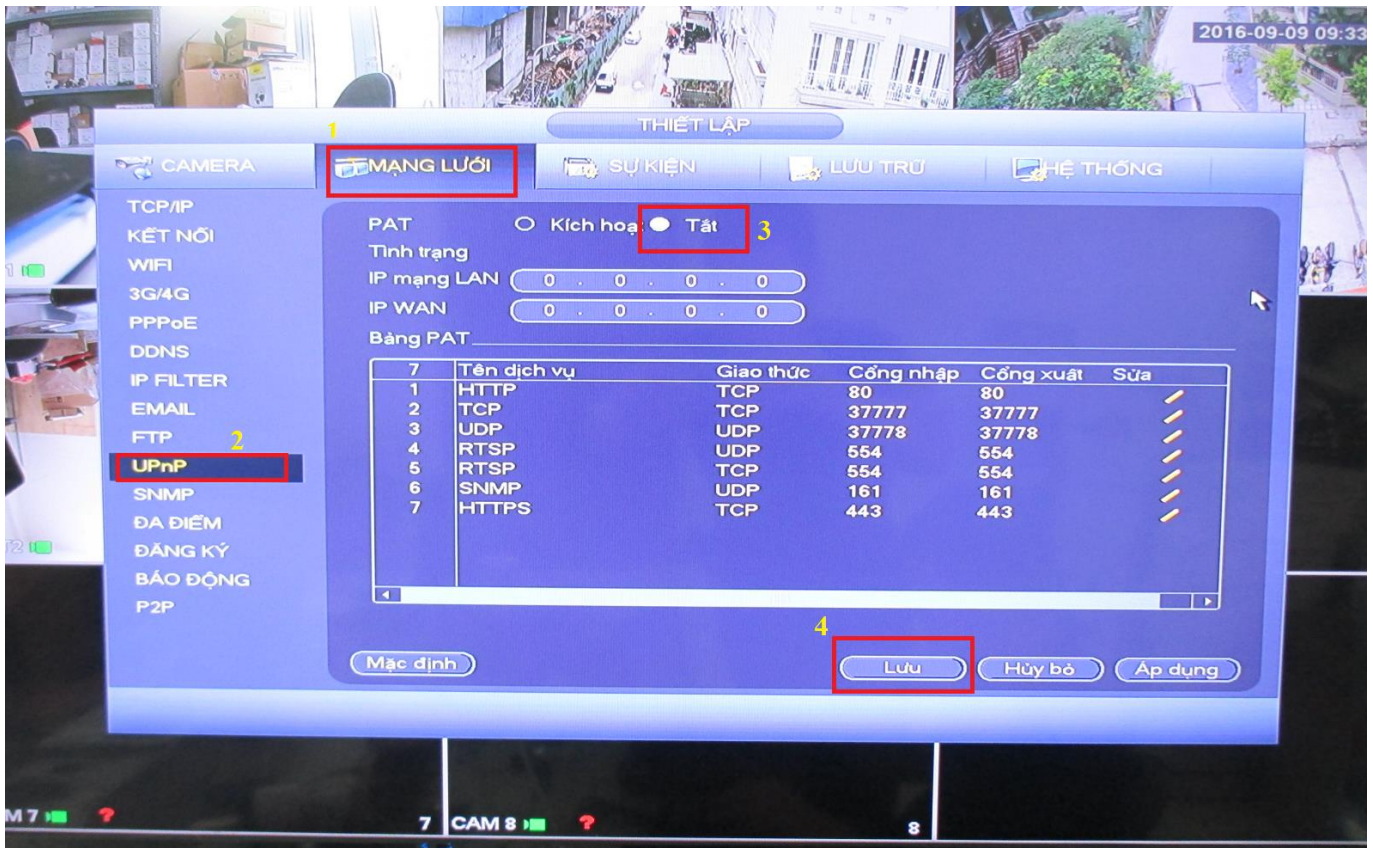 2016-09-09 09:33
THIẾT LẬP
1
CAMERA MẠNG LƯỚI SỰ KIỆN LƯU TRỮ HỆ THỐNG
TCP/IP
KẾT NỐI
WIFI
3G/4G
PPPoE
DDNS
IP FILTER
EMAIL
FTP
2
UPnP
SNMP
ĐA ĐIỂM
ĐĂNG KÝ
BÁO ĐỘNG
P2P
PAT Kích hoạt Tắt 3
Tình trạng
IP mạng LAN 0 . 0 . 0 . 0
IP WAN 0 . 0 . 0 . 0
Bảng PAT
7 Tên dịch vụ Giao thức Cổng nhập Cổng xuất Sửa
1 HTTP TCP 80 80
2 TCP TCP 37777 37777
3 UDP UDP 37778 37778
4 RTSP UDP 554 554
5 RTSP TCP 554 554
6 SNMP UDP 161 161
7 HTTPS TCP 443 443
4
Mặc định Lưu Hủy bỏ Áp dụng
M 7 ? 7 CAM 8 ? 8